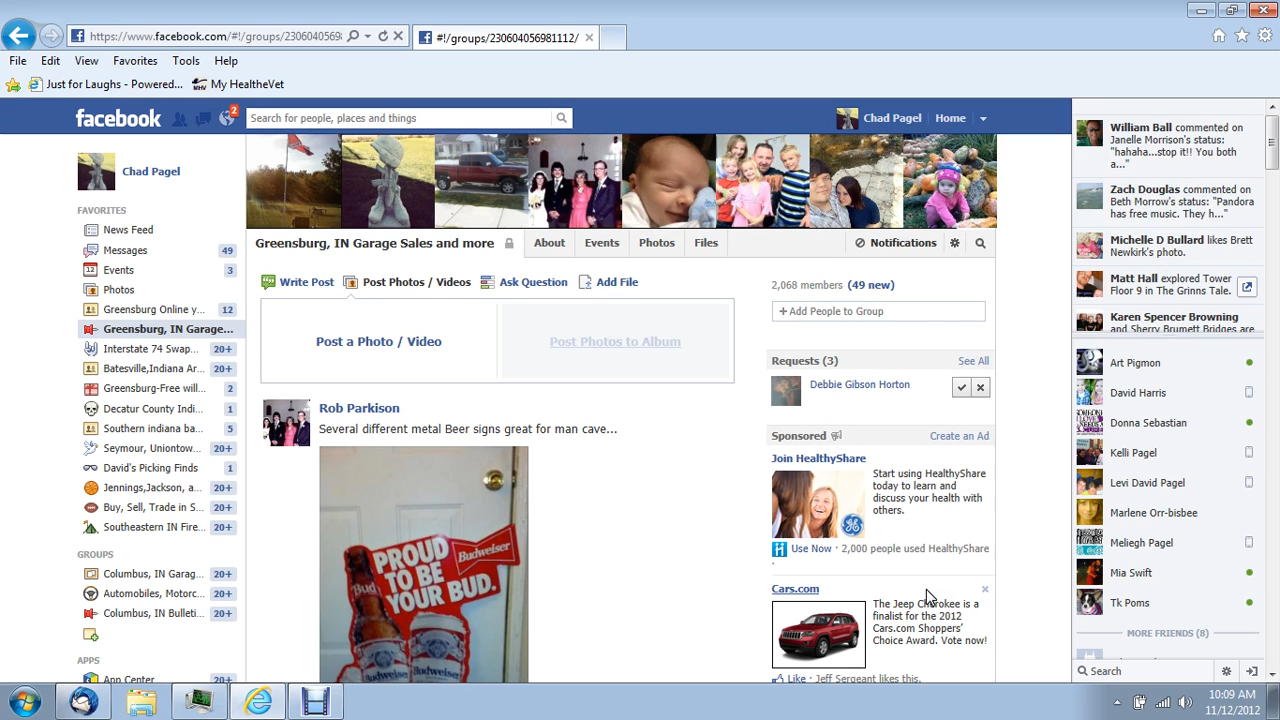 https://www.facebook.com/#!/groups/230604056981112/
#!/groups/230604056981112/
File Edit View Favorites Tools Help
Just for Laughs - Powered... My HealtheVet
facebook 2 Search for people, places and things Chad Pagel Home
Chad Pagel
FAVORITES
News Feed
Messages 49
12 Events 3
Photos
Greensburg Online y... 12
Greensburg, IN Garage...
Interstate 74 Swap... 20+
Batesville,Indiana Ar... 20+
Greensburg-Free will... 2
Decatur County Indi... 1
Southern indiana ba... 5
Seymour, Uniontow... 20+
David's Picking Finds 1
Jennings,Jackson, a... 20+
Buy, Sell, Trade in S... 20+
Southeastern IN Fire... 20+
GROUPS
Columbus, IN Garag... 20+
Automobiles, Motorc... 20+
Columbus, IN Bulleti... 20+
APPS
App Center
Greensburg, IN Garage Sales and more About Events Photos Files Notifications
Write Post Post Photos / Videos Ask Question Add File
Post a Photo / Video Post Photos to Album
Rob Parkison
Several different metal Beer signs great for man cave...
PROUD
TO BE
YOUR BUD.
Budweiser
Bud
Budweiser
Budweiser
2,068 members (49 new)
+ Add People to Group
Requests (3) See All
Debbie Gibson Horton
Sponsored Create an Ad
Join HealthyShare
Start using HealthyShare
today to learn and
discuss your health with
others.
Use Now · 2,000 people used HealthyShare
.
Cars.com
The Jeep Cherokee is a
finalist for the 2012
Cars.com Shoppers'
Choice Award. Vote now!
Like · Jeff Sergeant likes this.
William Ball commented on
Janelle Morrison's status:
"hahaha...stop it!! You both
a..."
Zach Douglas commented on
Beth Morrow's status: "Pandora
has free music. They h..."
Michelle D Bullard likes Brett
Newkirk's photo.
Matt Hall explored Tower
Floor 9 in The Grinns Tale.
Karen Spencer Browning
and Sherry Brumett Bridges are
Art Pigmon
David Harris
Donna Sebastian
Kelli Pagel
Levi David Pagel
Marlene Orr-bisbee
Meliegh Pagel
Mia Swift
Tk Poms
MORE FRIENDS (8)
Search
10:09 AM
11/12/2012